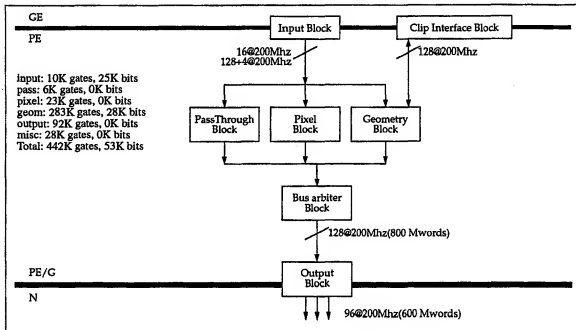 GE
Input Block
Clip Interface Block
PE
16@200Mhz
128+4@200Mhz
128@200Mhz
input: 10K gates, 25K bits
pass: 6K gates, 0K bits
pixel: 23K gates, 0K bits
geom: 283K gates, 28K bits
output: 92K gates, 0K bits
misc: 28K gates, 0K bits
Total: 442K gates, 53K bits
PassThrough
Block
Pixel
Block
Geometry
Block
Bus arbiter
Block
128@200Mhz(800 Mwords)
PE/G
Output
Block
N
96@200Mhz(600 Mwords)